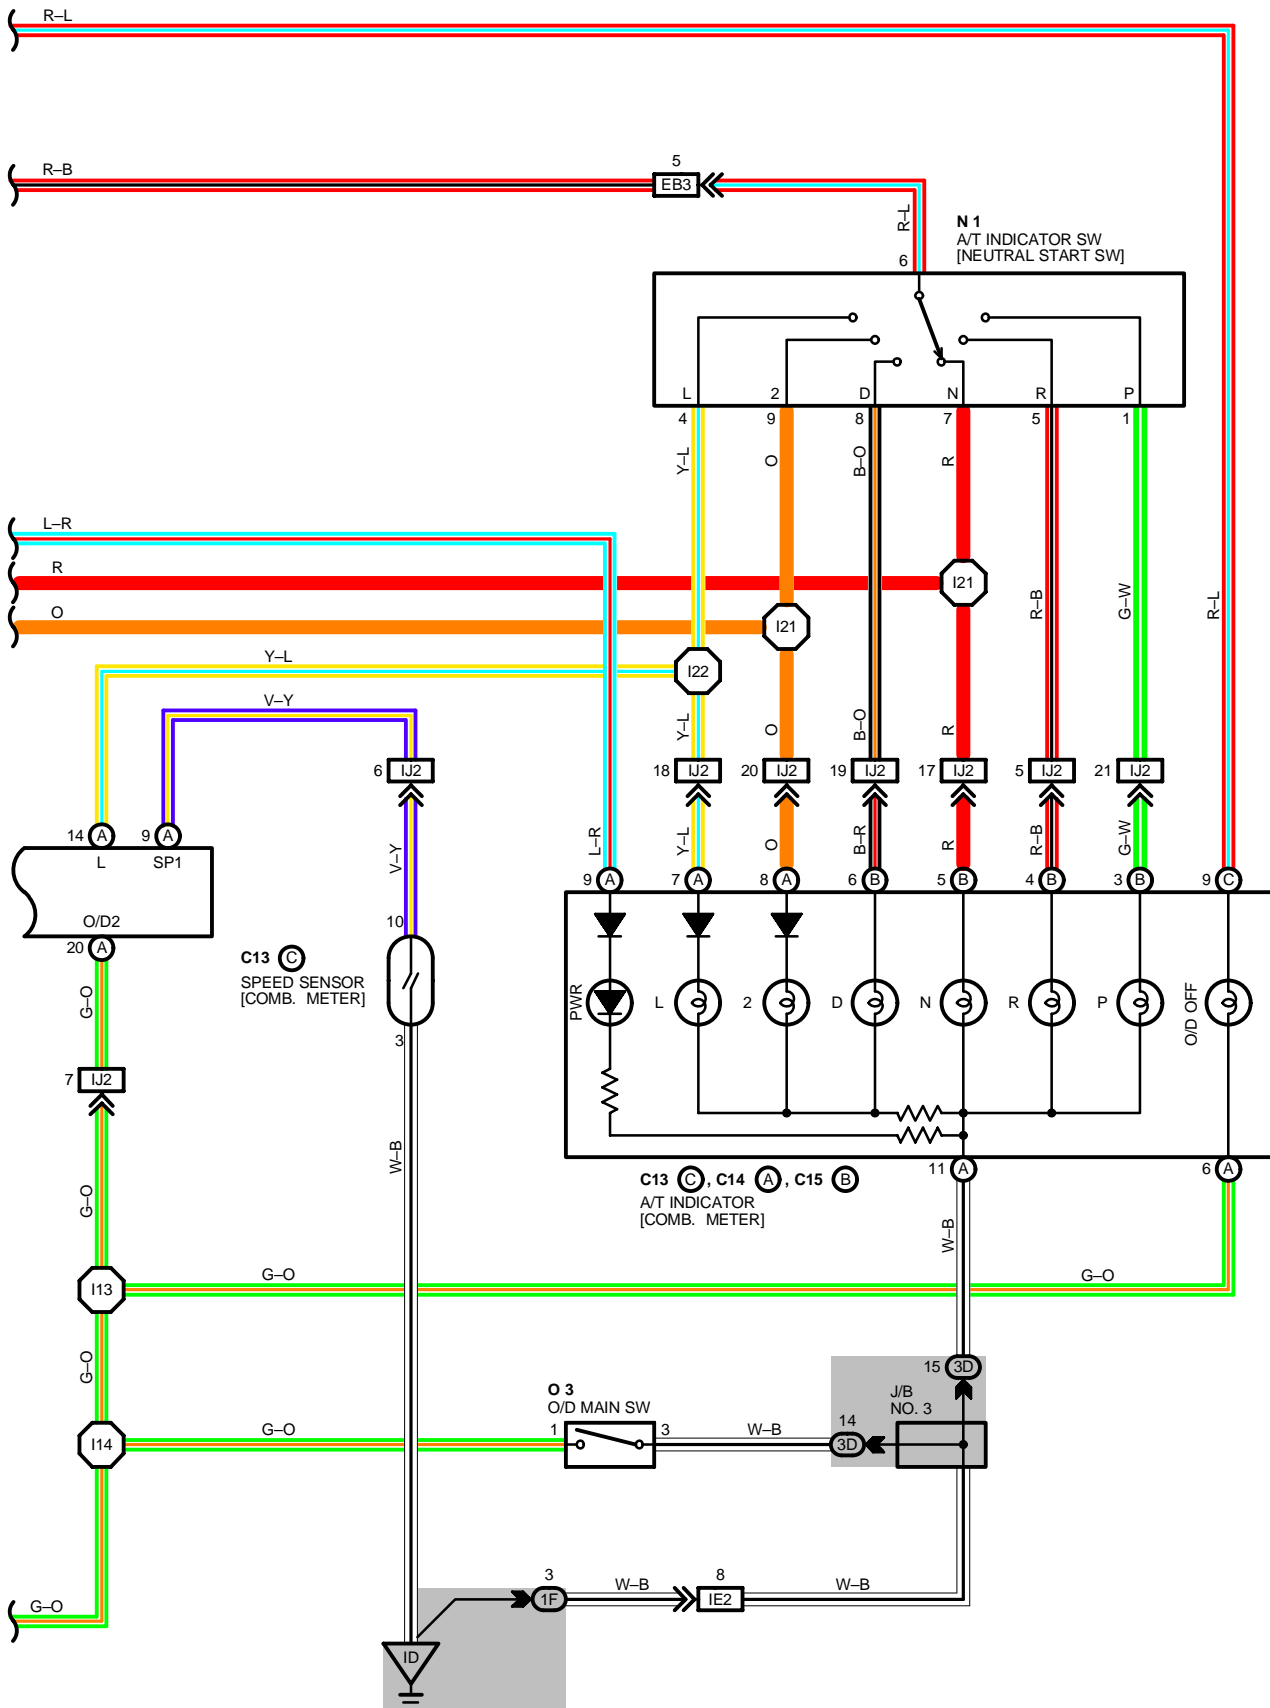 R–L
R–B
5
EB3
R–L
N 1
A/T INDICATOR SW
[NEUTRAL START SW]
6
L 2 D N R P
4 9 8 7 5 1
Y–L O B–O R R–B G–W R–L
L–R
R
I21
O
I21
Y–L
I22
V–Y
Y–L O B–O R
6 IJ2 18 IJ2 20 IJ2 19 IJ2 17 IJ2 5 IJ2 21 IJ2
14 A 9 A
L SP1
V–Y L–R Y–L O B–R R R–B G–W
9 A 7 A 8 A 6 B 5 B 4 B 3 B 9 C
O/D2
20 A
10
C13 C
SPEED SENSOR
[COMB. METER]
G–O
PWR L 2 D N R P O/D OFF
3
7 IJ2
W–B
C13 C , C14 A , C15 B
A/T INDICATOR
[COMB. METER]
11 A 6 A
G–O
W–B
I13
G–O G–O
G–O
15 3D
J/B
NO. 3
O 3
O/D MAIN SW
I14
G–O
1 3
W–B
14
3D
3
1F
W–B
8
IE2
W–B
G–O
ID